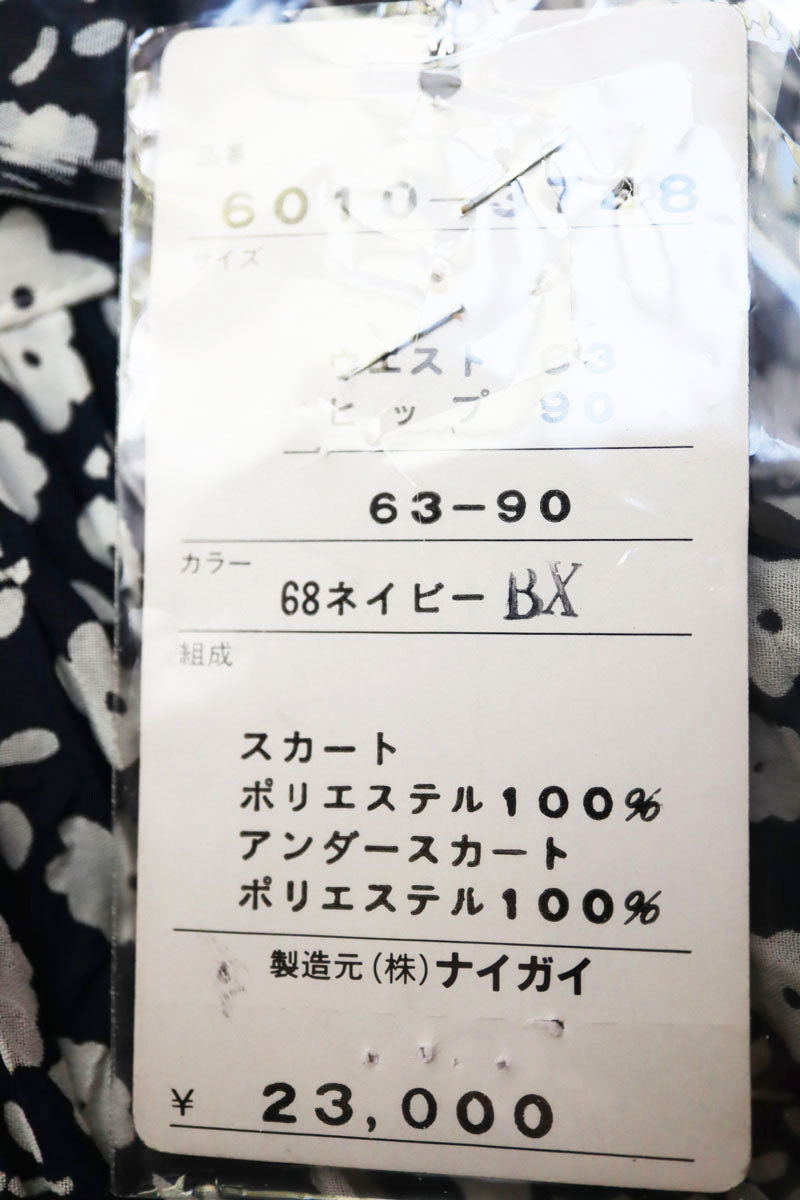 品番
6010-3748
サイズ
ウエスト 63
ヒップ 90
63-90
カラー
68ネイビー BX
組成
スカート
ポリエステル100%
アンダースカート
ポリエステル100%
製造元(株)ナイガイ
¥ 23,000